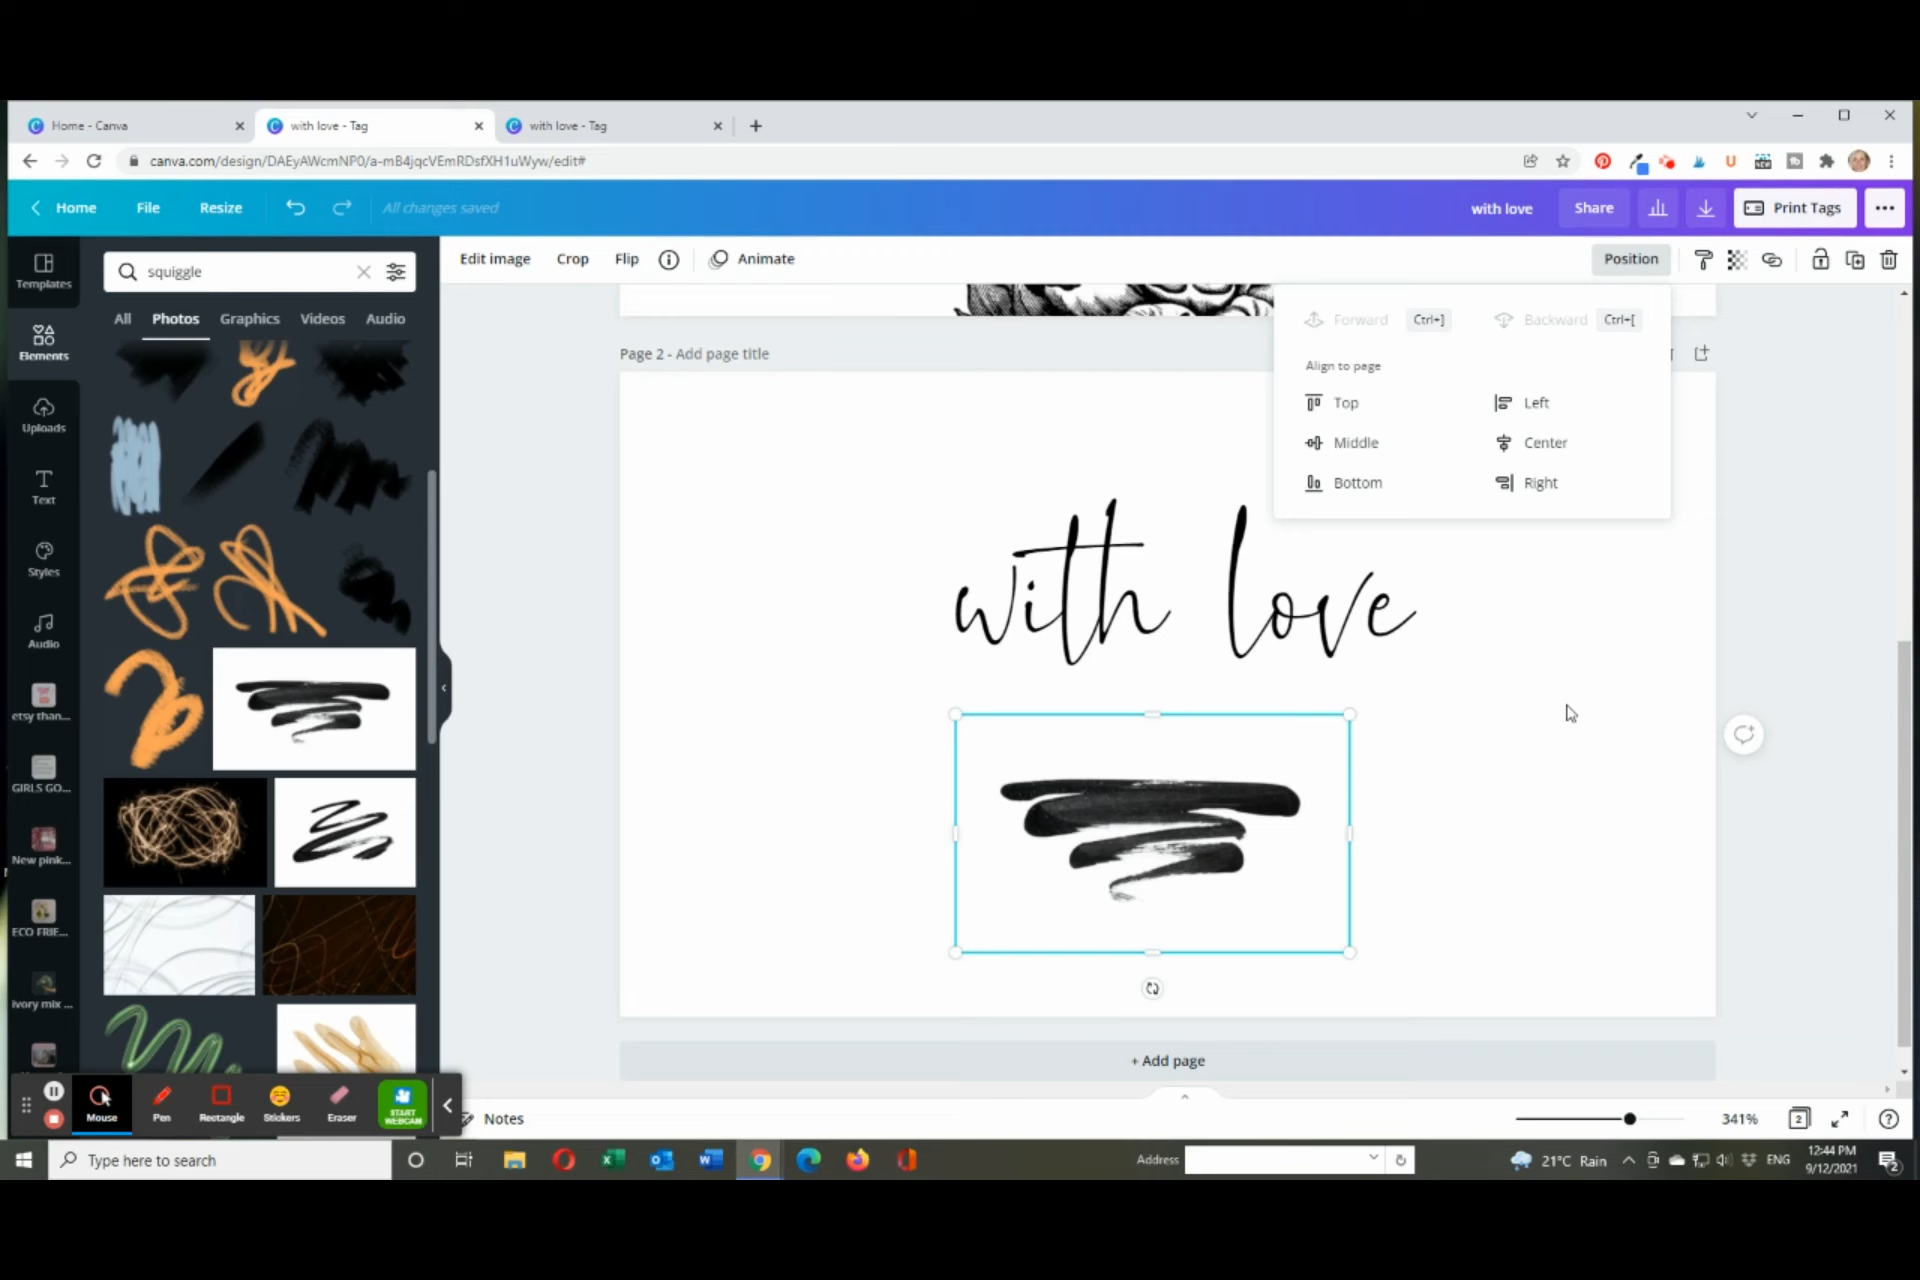 Home - Canva
with love - Tag
with love - Tag
canva.com/design/DAEyAWcmNP0/a-mB4jqcVEmRDsfXH1uWyw/edit#
Home
File
Resize
All changes saved
with love
Share
Print Tags
Templates
Elements
Uploads
Text
Styles
Audio
etsy than...
GIRLS GO...
New pink...
ECO FRIE...
ivory mix ...
squiggle
All
Photos
Graphics
Videos
Audio
Edit image
Crop
Flip
Animate
Position
Forward
Ctrl+]
Backward
Ctrl+[
Align to page
Top
Left
Middle
Center
Bottom
Right
Page 2 - Add page title
with love
+ Add page
Mouse
Pen
Rectangle
Stickers
Eraser
START WEBCAM
Notes
341%
2
Type here to search
Address
21°C Rain
ENG
12:44 PM
9/12/2021
2